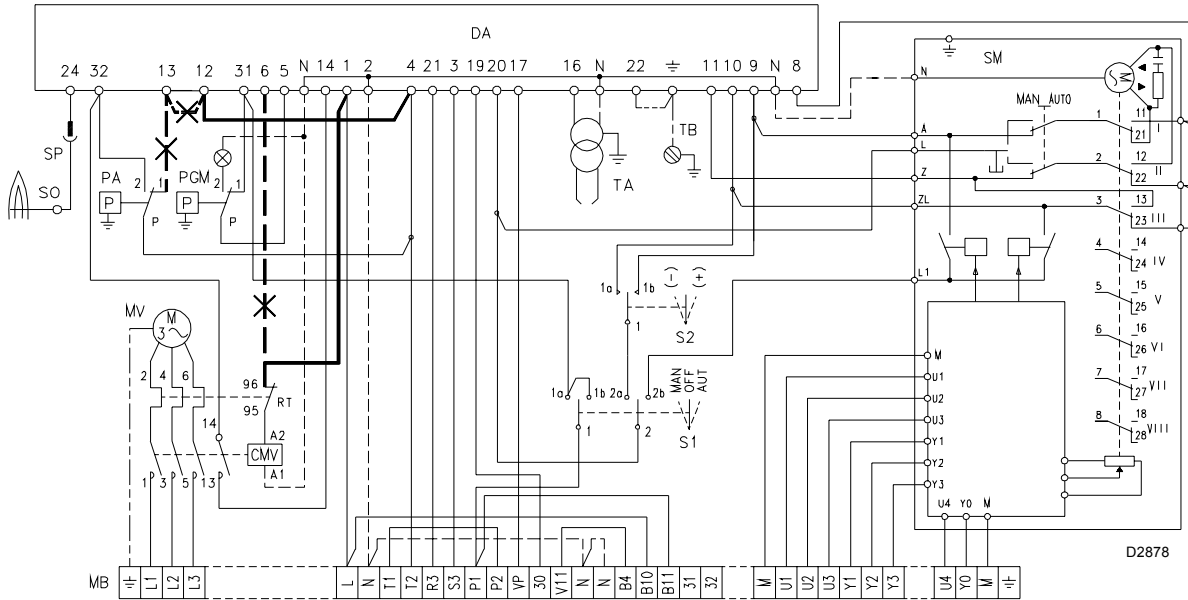 DA
24 32 13 12 31 6 5 N 14 1 2 4 21 3 19 20 17 16 N 22 11 10 9 N 8
SM
N
M
MAN AUTO
A
L
Z
ZL
L1
1 11 21 I
2 12 22 II
3 13 23 III
4 14 24 IV
5 15 25 V
6 16 26 VI
7 17 27 VII
8 18 28 VIII
SP
SO
PA
P
2 1
P
PGM
P
2 1
P
TA
TB
MV
M
3
2 4 6
96
95
RT
14
A2
CMV
A1
1 3 5 13
(-) (+)
1a 1b
1
S2
MAN
OFF
AUT
1a 1b 2a 2b
1 2
S1
M
U1
U2
U3
Y1
Y2
Y3
U4 Y0 M
D2878
MB L1 L2 L3 L N T1 T2 R3 S3 P1 P2 VP 30 V11 N N B4 B10 B11 31 32 M U1 U2 U3 Y1 Y2 Y3 U4 Y0 M